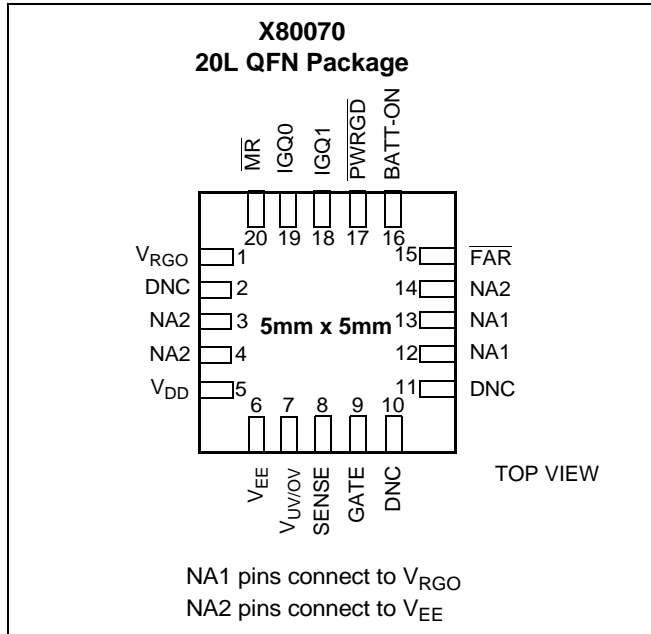 X80070
20L QFN Package
MR
IGQ0
IGQ1
PWRGD
BATT-ON
20 19 18 17 16
VRGO 1
DNC 2
NA2 3
NA2 4
VDD 5
5mm x 5mm
15 FAR
14 NA2
13 NA1
12 NA1
11 DNC
6 7 8 9 10
VEE
VUV/OV
SENSE
GATE
DNC
TOP VIEW
NA1 pins connect to VRGO
NA2 pins connect to VEE